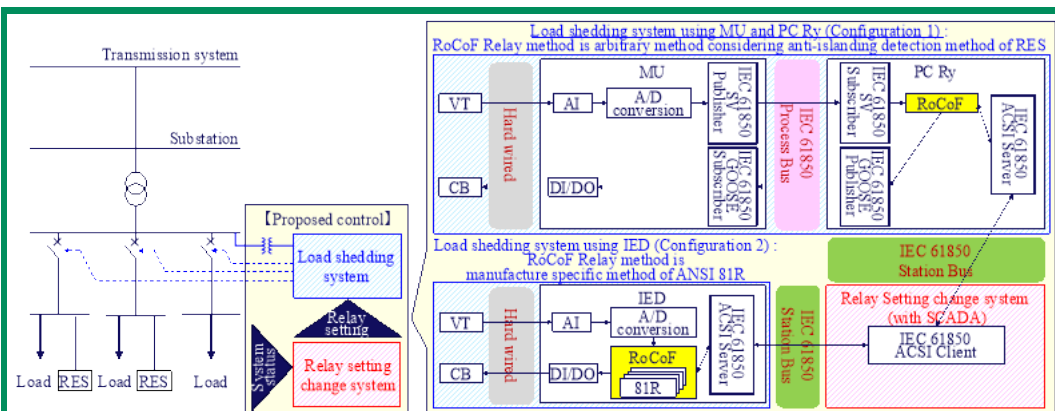 Transmission system
Substation
【Proposed control】
Load shedding
system
Relay
setting
System
status
Relay setting
change system
Load
RES
Load
RES
Load
Load shedding system using MU and PC Ry (Configuration 1) :
RoCoF Relay method is arbitrary method considering anti-islanding detection method of RES
VT
CB
Hard wired
MU
AI
A/D
conversion
DI/DO
IEC 61850
SV
Publisher
IEC 61850
GOOSE
Subscriber
IEC 61850
Process Bus
PC Ry
IEC 61850
SV
Subscriber
IEC 61850
GOOSE
Publisher
RoCoF
IEC 61850
ACSI Server
Load shedding system using IED (Configuration 2) :
RoCoF Relay method is
manufacture specific method of ANSI 81R
VT
CB
Hard wired
IED
AI
A/D
conversion
DI/DO
RoCoF
81R
IEC 61850
ACSI Server
IEC 61850
Station Bus
IEC 61850
Station Bus
Relay Setting change system
(with SCADA)
IEC 61850
ACSI Client